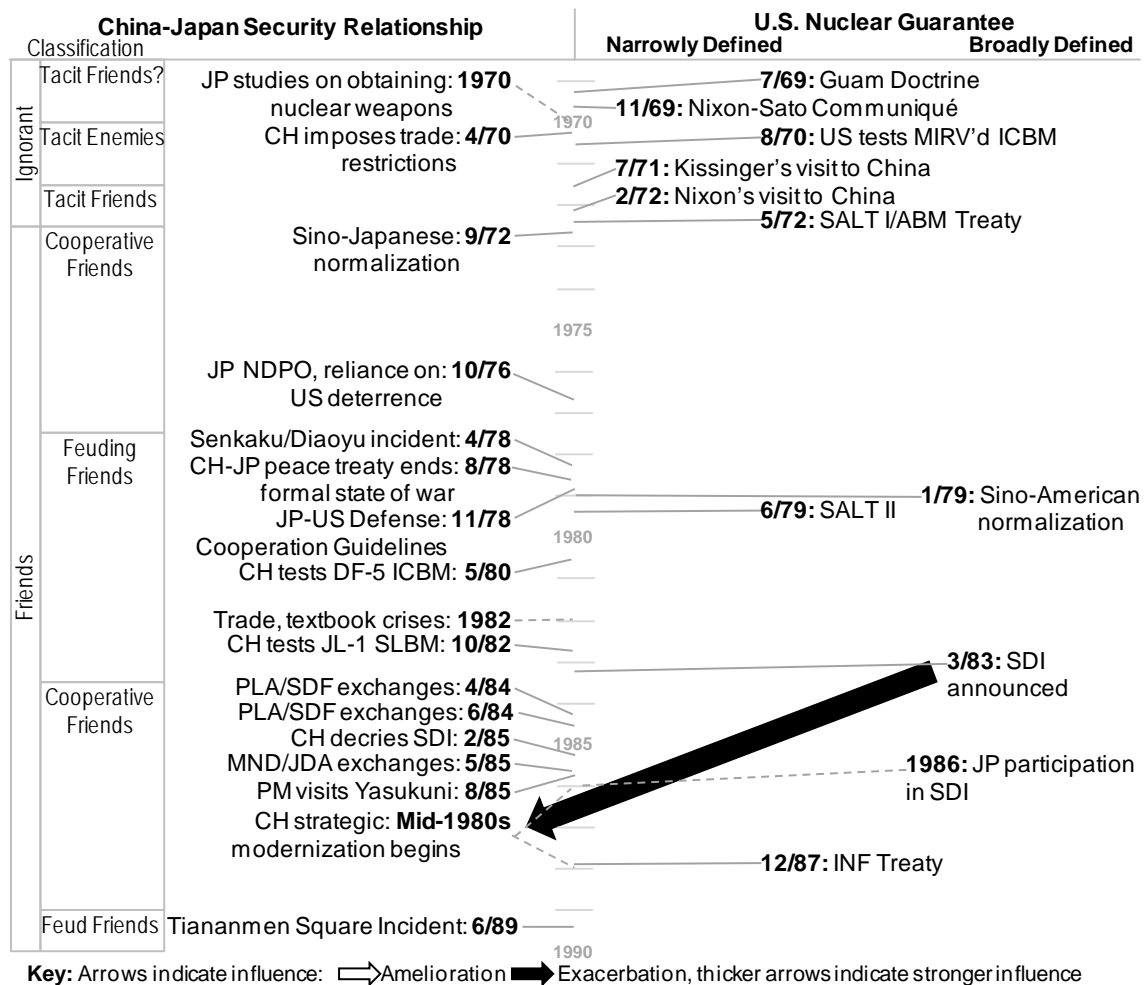 China-Japan Security Relationship
U.S. Nuclear Guarantee
Classification
Narrowly Defined
Broadly Defined
Ignorant
Tacit Friends?
Tacit Enemies
Tacit Friends
Friends
Cooperative
Friends
Feuding
Friends
Cooperative
Friends
Feud Friends
JP studies on obtaining: 1970
nuclear weapons
CH imposes trade: 4/70
restrictions
Sino-Japanese: 9/72
normalization
JP NDPO, reliance on: 10/76
US deterrence
Senkaku/Diaoyu incident: 4/78
CH-JP peace treaty ends: 8/78
formal state of war
JP-US Defense: 11/78
Cooperation Guidelines
CH tests DF-5 ICBM: 5/80
Trade, textbook crises: 1982
CH tests JL-1 SLBM: 10/82
PLA/SDF exchanges: 4/84
PLA/SDF exchanges: 6/84
CH decries SDI: 2/85
MND/JDA exchanges: 5/85
PM visits Yasukuni: 8/85
CH strategic: Mid-1980s
modernization begins
Tiananmen Square Incident: 6/89
1970
1975
1980
1985
1990
7/69: Guam Doctrine
11/69: Nixon-Sato Communiqué
8/70: US tests MIRV'd ICBM
7/71: Kissinger's visit to China
2/72: Nixon's visit to China
5/72: SALT I/ABM Treaty
1/79: Sino-American
normalization
6/79: SALT II
3/83: SDI
announced
1986: JP participation
in SDI
12/87: INF Treaty
Key: Arrows indicate influence: Amelioration Exacerbation, thicker arrows indicate stronger influence